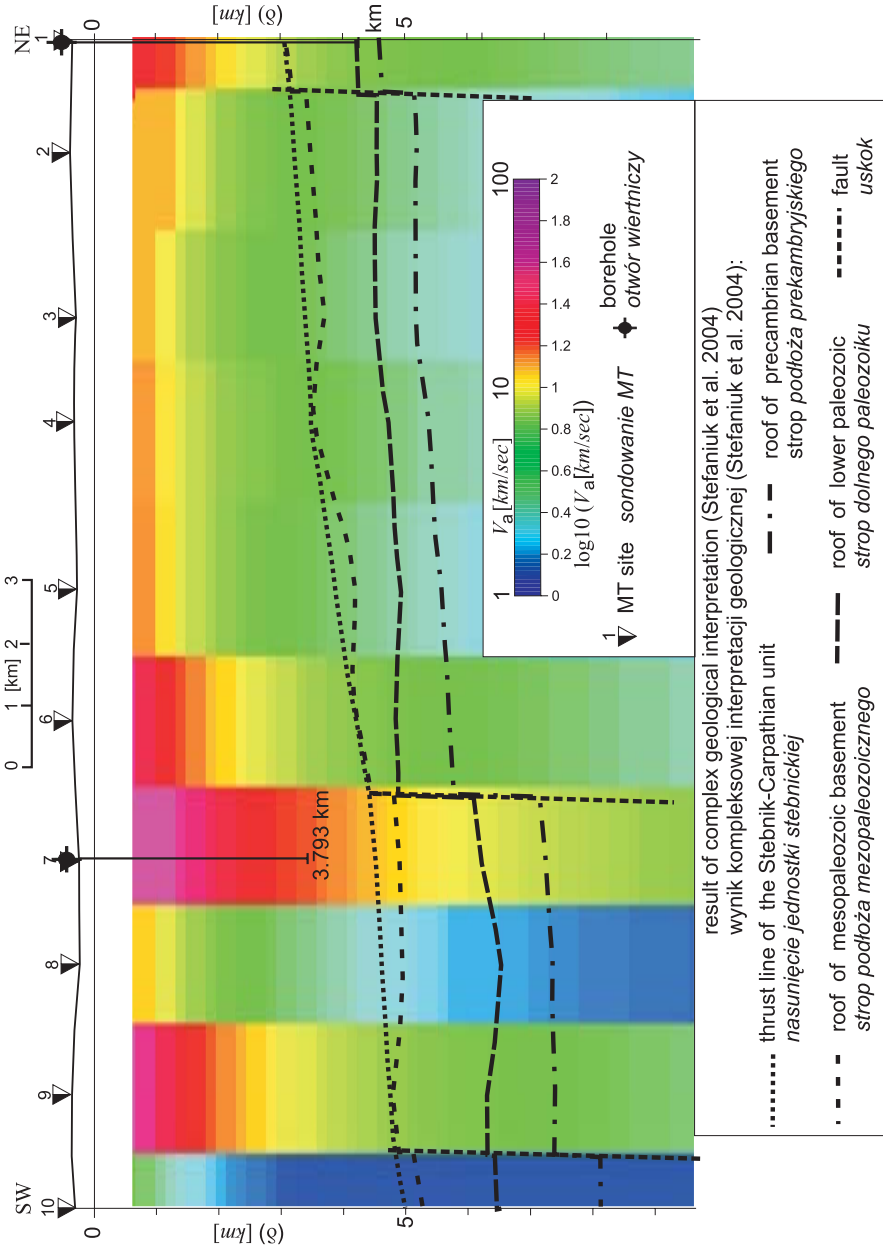 SW
NE
10
9
8
7
6
5
4
3
2
1
0
1
2
3
[km]
0
5
(δ) [km]
0
5
(δ) [km]
km
3.793 km
1
10
100
Va [km/sec]
0
0.2
0.4
0.6
0.8
1
1.2
1.4
1.6
1.8
2
log10 (Va[km/sec])
1
MT site sondowanie MT
borehole
otwór wiertniczy
result of complex geological interpretation (Stefaniuk et al. 2004)
wynik kompleksowej interpretacji geologicznej (Stefaniuk et al. 2004):
thrust line of the Stebnik-Carpathian unit
nasunięcie jednostki stebnickiej
roof of precambrian basement
strop podłoża prekambryjskiego
roof of mesopaleozoic basement
strop podłoża mezopaleozoicznego
roof of lower paleozoic
strop dolnego paleozoiku
fault
uskok